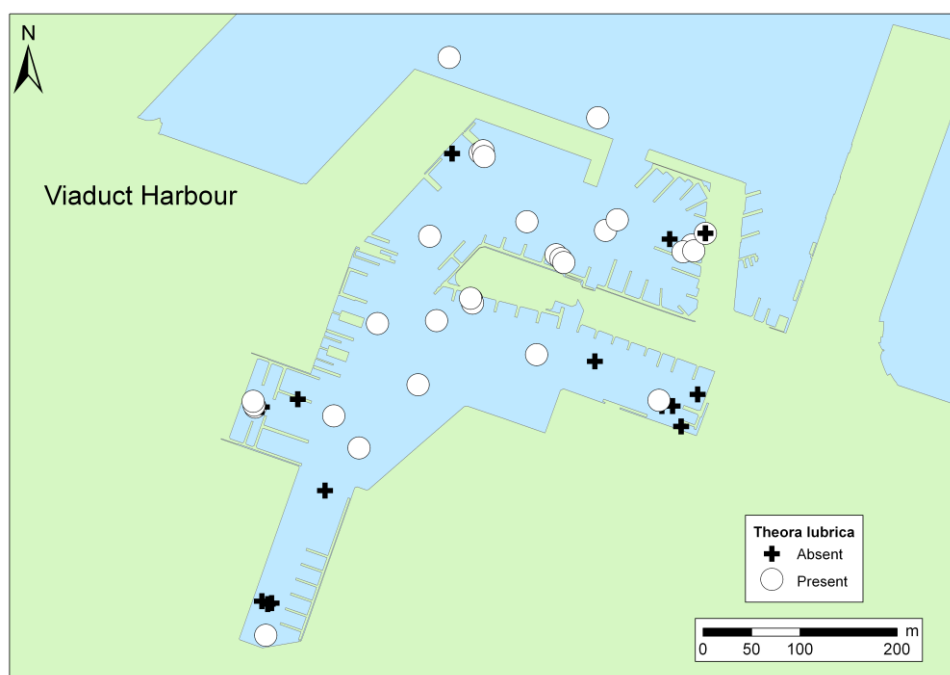 N
Viaduct Harbour
Theora lubrica
Absent
Present
m
0 50 100 200